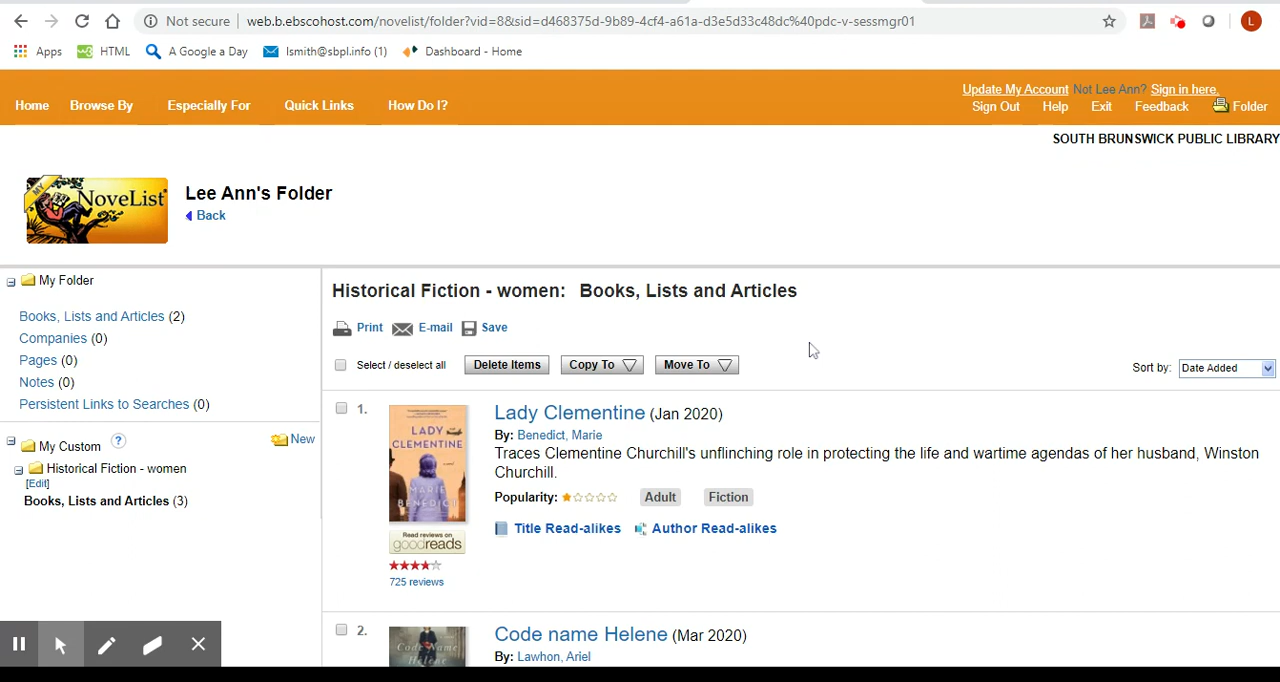 Not secure | web.b.ebscohost.com/novelist/folder?vid=8&sid=d468375d-9b89-4cf4-a61a-d3e5d33c48dc%40pdc-v-sessmgr01
L
Apps HTML A Google a Day lsmith@sbpl.info (1) Dashboard - Home
Update My Account Not Lee Ann? Sign in here.
Home Browse By Especially For Quick Links How Do I? Sign Out Help Exit Feedback Folder
SOUTH BRUNSWICK PUBLIC LIBRARY
MY NoveList
Lee Ann's Folder
Back
My Folder
Books, Lists and Articles (2)
Companies (0)
Pages (0)
Notes (0)
Persistent Links to Searches (0)
My Custom ? New
Historical Fiction - women
[Edit]
Books, Lists and Articles (3)
Historical Fiction - women: Books, Lists and Articles
Print E-mail Save
Select / deselect all Delete Items Copy To Move To Sort by: Date Added
1. Lady Clementine (Jan 2020)
By: Benedict, Marie
Traces Clementine Churchill's unflinching role in protecting the life and wartime agendas of her husband, Winston
Churchill.
Popularity: Adult Fiction
Title Read-alikes Author Read-alikes
LADY
CLEMENTINE
MARIE
BENEDICT
Read reviews on
goodreads
725 reviews
2. Code name Helene (Mar 2020)
By: Lawhon, Ariel
Code Name
Hélène